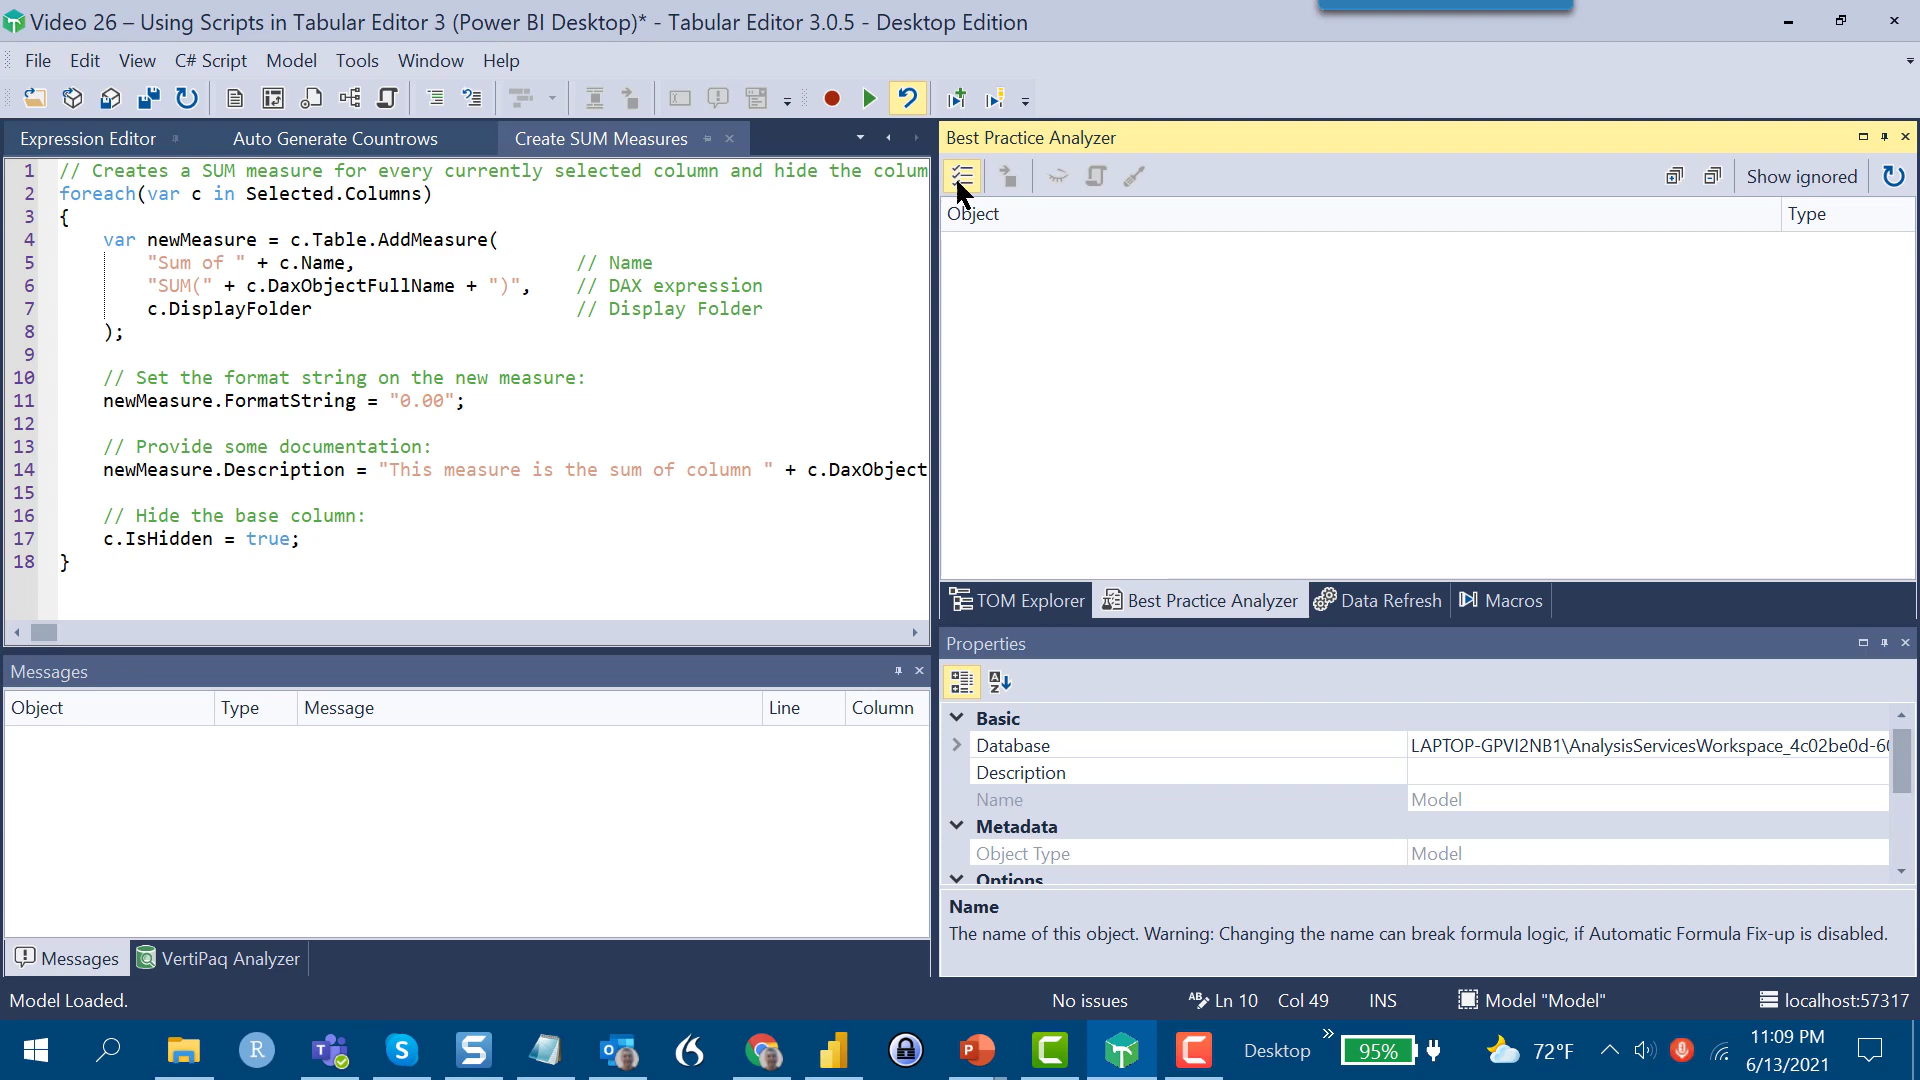 Video 26 – Using Scripts in Tabular Editor 3 (Power BI Desktop)* - Tabular Editor 3.0.5 - Desktop Edition
File Edit View C# Script Model Tools Window Help
Expression Editor Auto Generate Countrows Create SUM Measures
1 // Creates a SUM measure for every currently selected column and hide the colum
2 foreach(var c in Selected.Columns)
3 {
4 var newMeasure = c.Table.AddMeasure(
5 "Sum of " + c.Name, // Name
6 "SUM(" + c.DaxObjectFullName + ")", // DAX expression
7 c.DisplayFolder // Display Folder
8 );
9
10 // Set the format string on the new measure:
11 newMeasure.FormatString = "0.00";
12
13 // Provide some documentation:
14 newMeasure.Description = "This measure is the sum of column " + c.DaxObject
15
16 // Hide the base column:
17 c.IsHidden = true;
18 }
Best Practice Analyzer
Show ignored
Object Type
TOM Explorer Best Practice Analyzer Data Refresh Macros
Messages
Object Type Message Line Column
Messages VertiPaq Analyzer
Properties
Basic
Database LAPTOP-GPVI2NB1\AnalysisServicesWorkspace_4c02be0d-6
Description
Name Model
Metadata
Object Type Model
Options
Name
The name of this object. Warning: Changing the name can break formula logic, if Automatic Formula Fix-up is disabled.
Model Loaded. No issues Ln 10 Col 49 INS Model "Model" localhost:57317
Desktop 95% 72°F 11:09 PM
6/13/2021